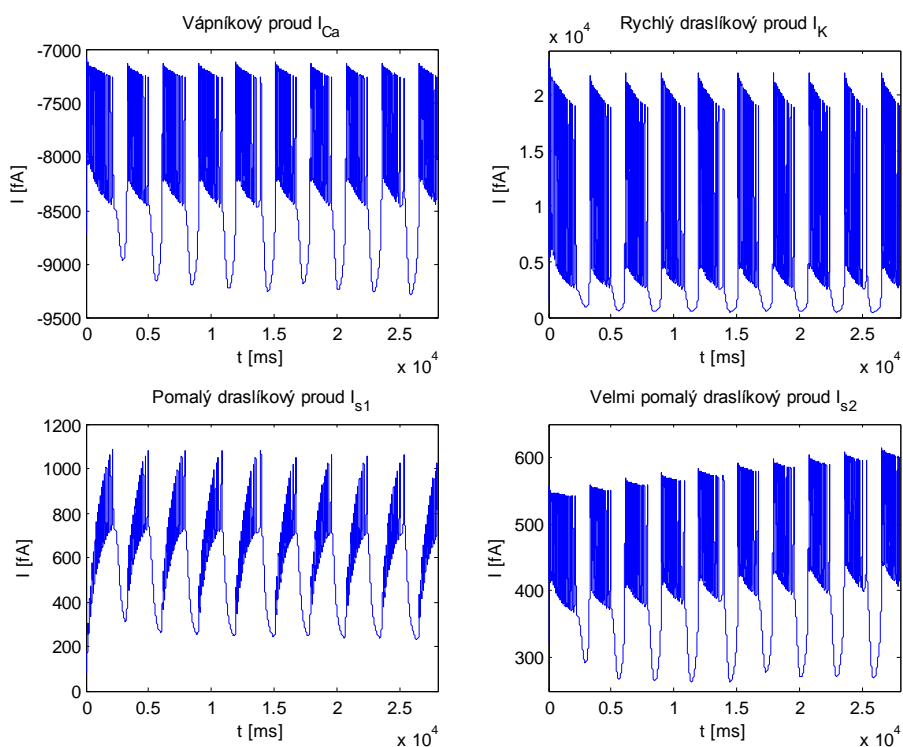 Vápníkový proud I_Ca
-7000
-7500
-8000
-8500
-9000
-9500
I [fA]
0 0.5 1 1.5 2 2.5
t [ms]
x 10^4
Rychlý draslíkový proud I_K
x 10^4
2
1.5
1
0.5
0
I [fA]
0 0.5 1 1.5 2 2.5
t [ms]
x 10^4
Pomalý draslíkový proud I_s1
1200
1000
800
600
400
200
0
I [fA]
0 0.5 1 1.5 2 2.5
t [ms]
x 10^4
Velmi pomalý draslíkový proud I_s2
600
500
400
300
I [fA]
0 0.5 1 1.5 2 2.5
t [ms]
x 10^4